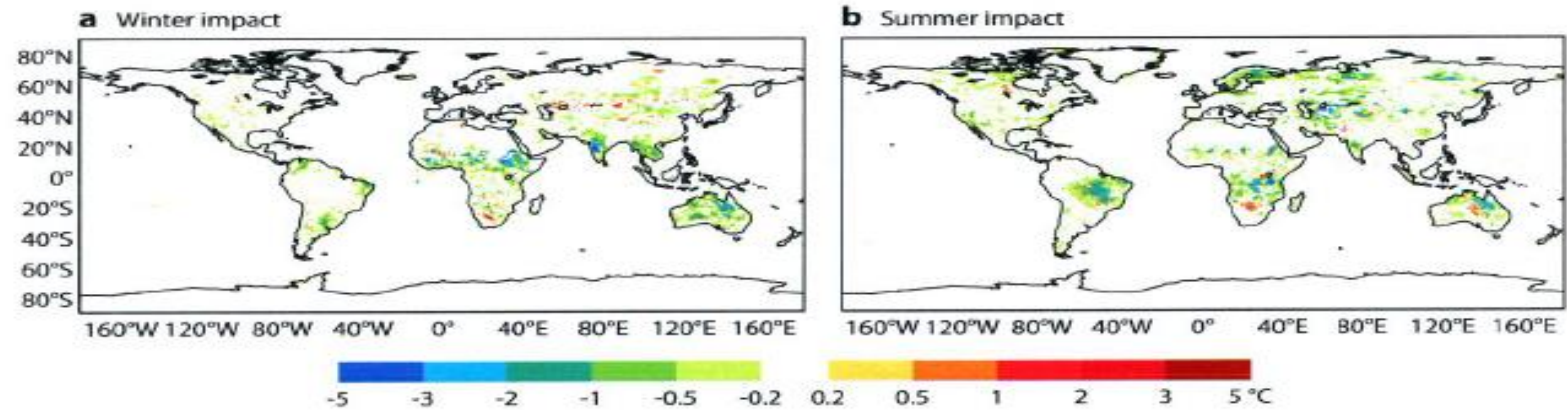 a Winter impact
b Summer impact
80°N
60°N
40°N
20°N
0°
20°S
40°S
60°S
80°S
160°W 120°W 80°W 40°W 0° 40°E 80°E 120°E 160°E
160°W 120°W 80°W 40°W 0° 40°E 80°E 120°E 160°E
-5 -3 -2 -1 -0.5 -0.2 0.2 0.5 1 2 3 5 °C